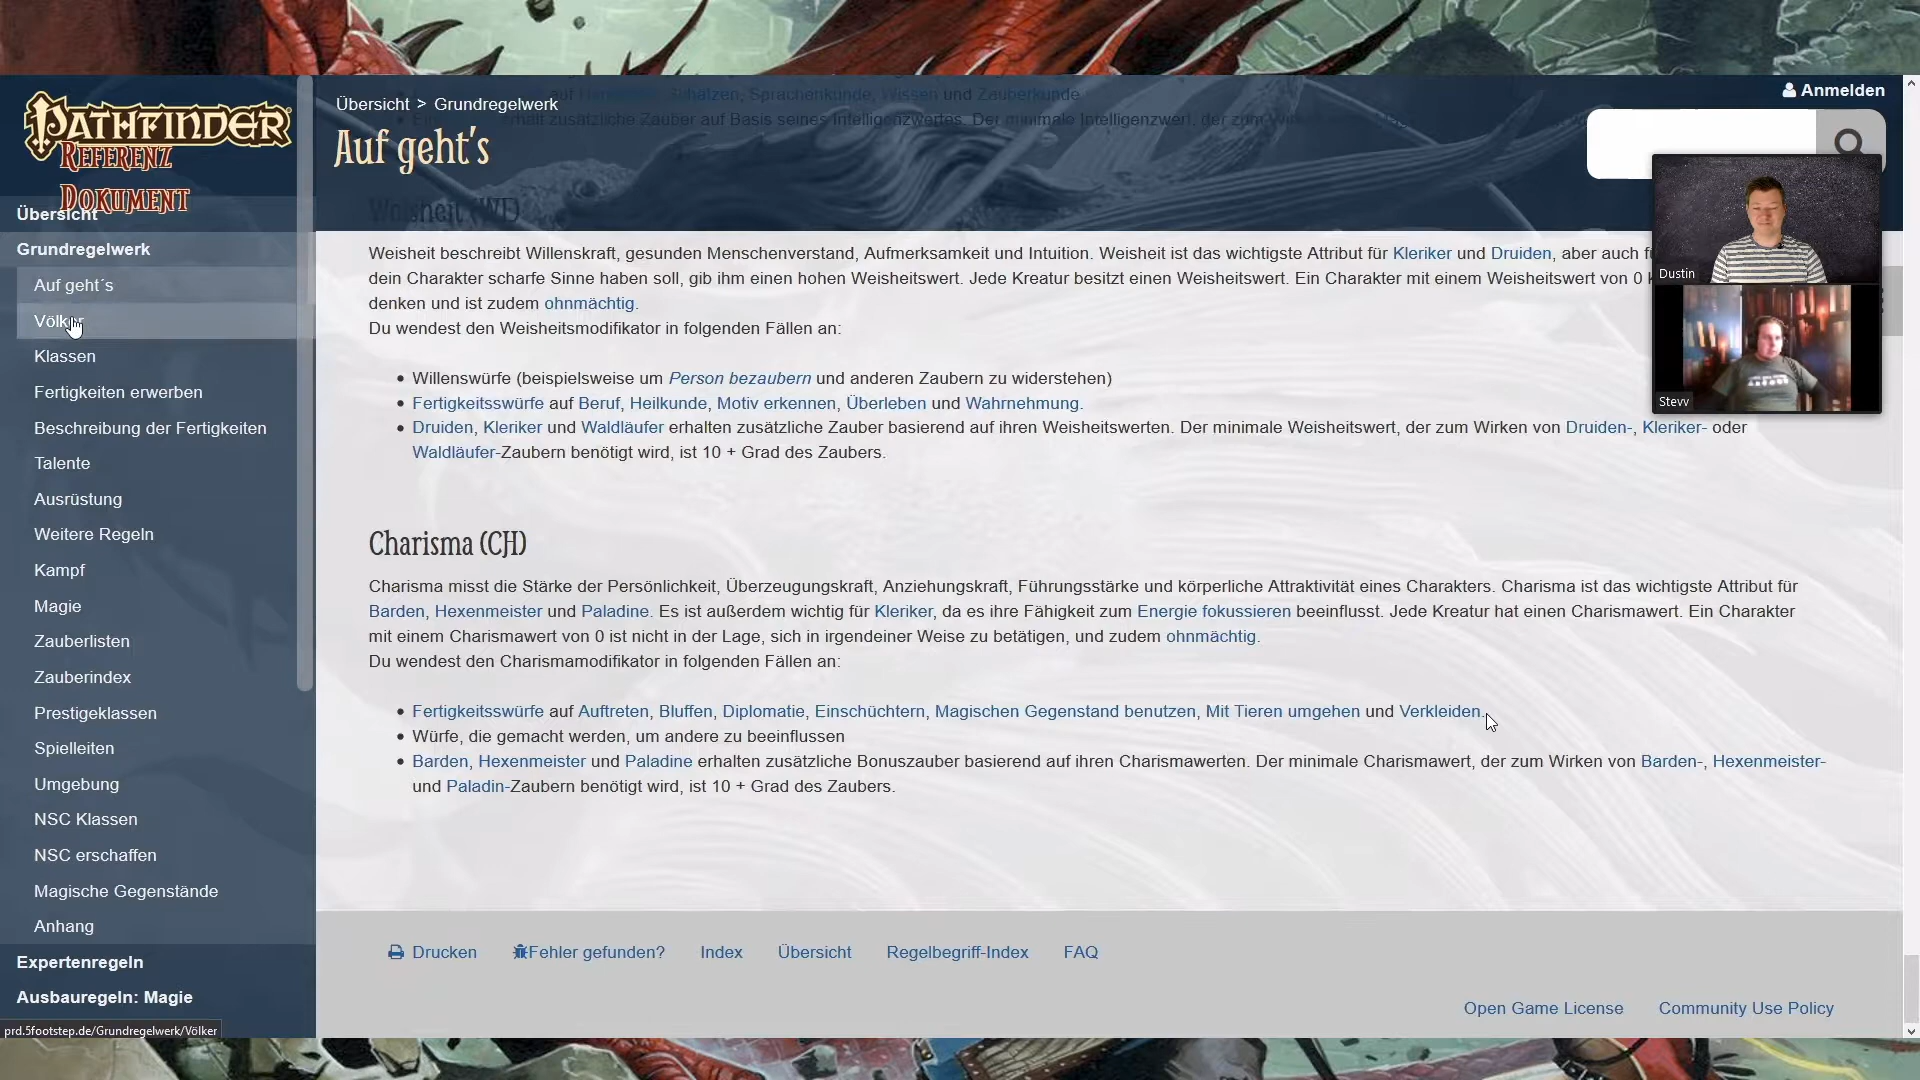 PATHFINDER
REFERENZ
DOKUMENT
Übersicht
Grundregelwerk
Auf geht´s
Völker
Klassen
Fertigkeiten erwerben
Beschreibung der Fertigkeiten
Talente
Ausrüstung
Weitere Regeln
Kampf
Magie
Zauberlisten
Zauberindex
Prestigeklassen
Spielleiten
Umgebung
NSC Klassen
NSC erschaffen
Magische Gegenstände
Anhang
Expertenregeln
Ausbauregeln: Magie
prd.5footstep.de/Grundregelwerk/Völker
Übersicht > Grundregelwerk
Auf geht's
Anmelden
auf Schätzen, Sprachenkunde, Wissen und Zauberkunde.
erhält zusätzliche Zauber auf Basis seines Intelligenzwertes. Der minimale Intelligenzwert, der zum
Weisheit (WE)
Weisheit beschreibt Willenskraft, gesunden Menschenverstand, Aufmerksamkeit und Intuition. Weisheit ist das wichtigste Attribut für Kleriker und Druiden, aber auch
dein Charakter scharfe Sinne haben soll, gib ihm einen hohen Weisheitswert. Jede Kreatur besitzt einen Weisheitswert. Ein Charakter mit einem Weisheitswert von 0
denken und ist zudem ohnmächtig.
Du wendest den Weisheitsmodifikator in folgenden Fällen an:
• Willenswürfe (beispielsweise um Person bezaubern und anderen Zaubern zu widerstehen)
• Fertigkeitswürfe auf Beruf, Heilkunde, Motiv erkennen, Überleben und Wahrnehmung.
• Druiden, Kleriker und Waldläufer erhalten zusätzliche Zauber basierend auf ihren Weisheitswerten. Der minimale Weisheitswert, der zum Wirken von Druiden-, Kleriker- oder
Waldläufer-Zaubern benötigt wird, ist 10 + Grad des Zaubers.
Charisma (CH)
Charisma misst die Stärke der Persönlichkeit, Überzeugungskraft, Anziehungskraft, Führungsstärke und körperliche Attraktivität eines Charakters. Charisma ist das wichtigste Attribut für
Barden, Hexenmeister und Paladine. Es ist außerdem wichtig für Kleriker, da es ihre Fähigkeit zum Energie fokussieren beeinflusst. Jede Kreatur hat einen Charismawert. Ein Charakter
mit einem Charismawert von 0 ist nicht in der Lage, sich in irgendeiner Weise zu betätigen, und zudem ohnmächtig.
Du wendest den Charismamodifikator in folgenden Fällen an:
• Fertigkeitswürfe auf Auftreten, Bluffen, Diplomatie, Einschüchtern, Magischen Gegenstand benutzen, Mit Tieren umgehen und Verkleiden.
• Würfe, die gemacht werden, um andere zu beeinflussen
• Barden, Hexenmeister und Paladine erhalten zusätzliche Bonuszauber basierend auf ihren Charismawerten. Der minimale Charismawert, der zum Wirken von Barden-, Hexenmeister-
und Paladin-Zaubern benötigt wird, ist 10 + Grad des Zaubers.
Drucken Fehler gefunden? Index Übersicht Regelbegriff-Index FAQ
Open Game License Community Use Policy
Dustin
Stevv